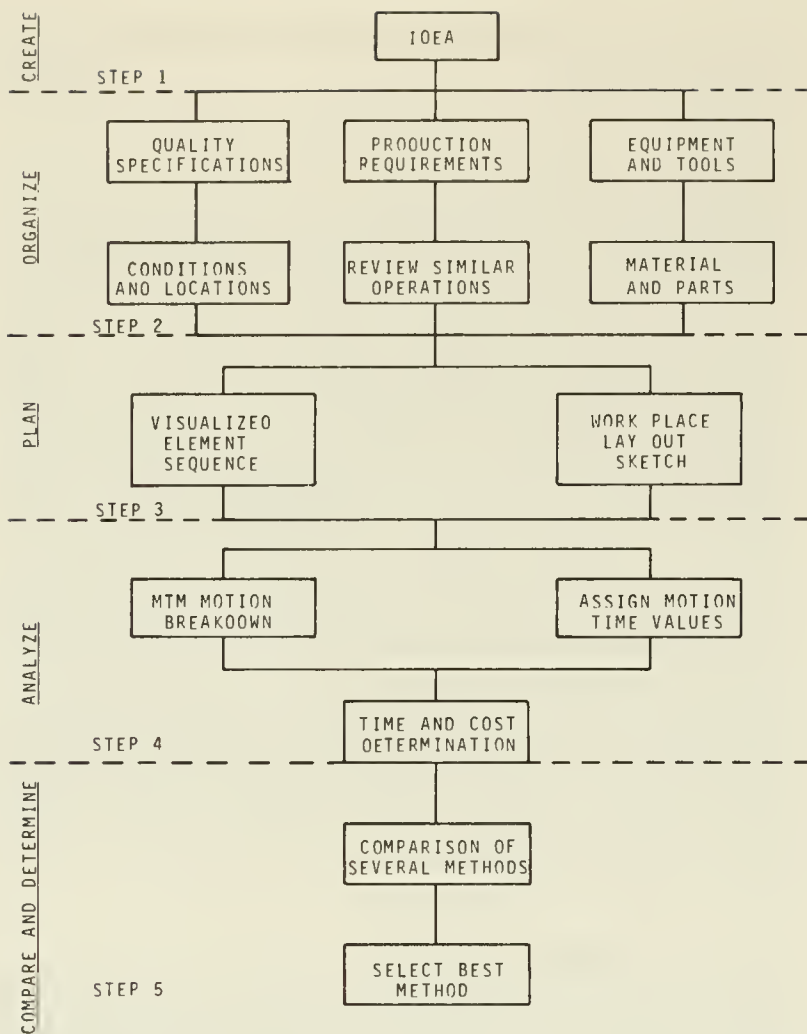 CREATE
IDEA
STEP 1
ORGANIZE
QUALITY
SPECIFICATIONS
PRODUCTION
REQUIREMENTS
EQUIPMENT
AND TOOLS
CONDITIONS
AND LOCATIONS
REVIEW SIMILAR
OPERATIONS
MATERIAL
AND PARTS
STEP 2
PLAN
VISUALIZED
ELEMENT
SEQUENCE
WORK PLACE
LAY OUT
SKETCH
STEP 3
ANALYZE
MTM MOTION
BREAKDOWN
ASSIGN MOTION
TIME VALUES
TIME AND COST
DETERMINATION
STEP 4
COMPARE AND DETERMINE
COMPARISON OF
SEVERAL METHODS
SELECT BEST
METHOD
STEP 5